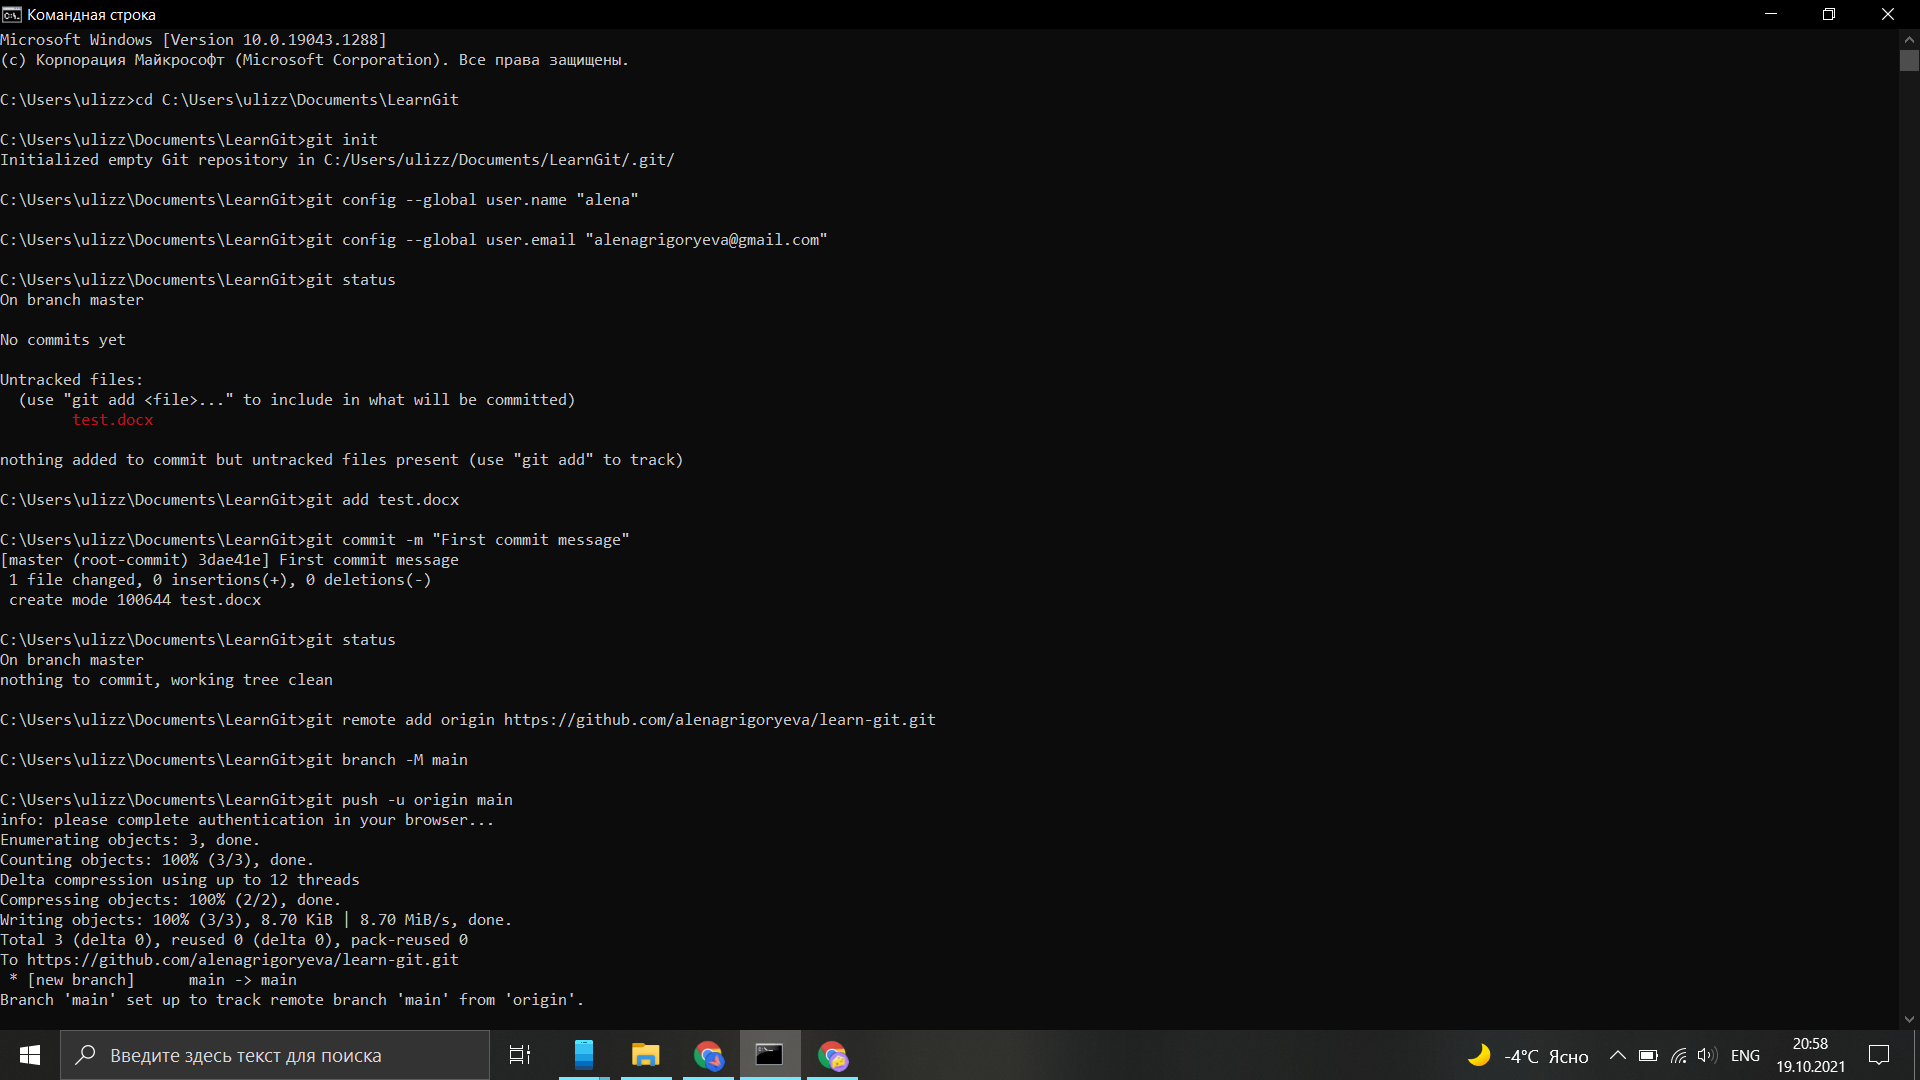 Командная строка
Microsoft Windows [Version 10.0.19043.1288]
(c) Корпорация Майкрософт (Microsoft Corporation). Все права защищены.
C:\Users\ulizz>cd C:\Users\ulizz\Documents\LearnGit
C:\Users\ulizz\Documents\LearnGit>git init
Initialized empty Git repository in C:/Users/ulizz/Documents/LearnGit/.git/
C:\Users\ulizz\Documents\LearnGit>git config --global user.name "alena"
C:\Users\ulizz\Documents\LearnGit>git config --global user.email "alenagrigoryeva@gmail.com"
C:\Users\ulizz\Documents\LearnGit>git status
On branch master
No commits yet
Untracked files:
  (use "git add <file>..." to include in what will be committed)
        test.docx
nothing added to commit but untracked files present (use "git add" to track)
C:\Users\ulizz\Documents\LearnGit>git add test.docx
C:\Users\ulizz\Documents\LearnGit>git commit -m "First commit message"
[master (root-commit) 3dae41e] First commit message
 1 file changed, 0 insertions(+), 0 deletions(-)
 create mode 100644 test.docx
C:\Users\ulizz\Documents\LearnGit>git status
On branch master
nothing to commit, working tree clean
C:\Users\ulizz\Documents\LearnGit>git remote add origin https://github.com/alenagrigoryeva/learn-git.git
C:\Users\ulizz\Documents\LearnGit>git branch -M main
C:\Users\ulizz\Documents\LearnGit>git push -u origin main
info: please complete authentication in your browser...
Enumerating objects: 3, done.
Counting objects: 100% (3/3), done.
Delta compression using up to 12 threads
Compressing objects: 100% (2/2), done.
Writing objects: 100% (3/3), 8.70 KiB | 8.70 MiB/s, done.
Total 3 (delta 0), reused 0 (delta 0), pack-reused 0
To https://github.com/alenagrigoryeva/learn-git.git
 * [new branch]      main -> main
Branch 'main' set up to track remote branch 'main' from 'origin'.
Введите здесь текст для поиска
-4°C Ясно
ENG
20:58
19.10.2021